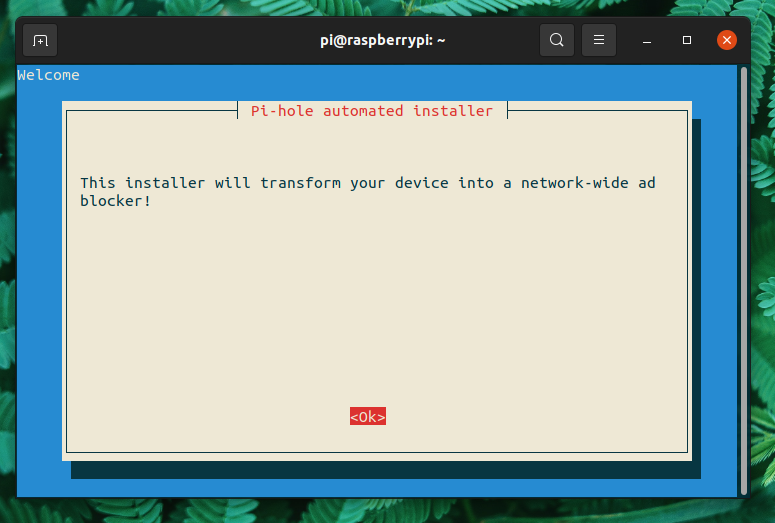 pi@raspberrypi: ~
Welcome
Pi-hole automated installer
This installer will transform your device into a network-wide ad
blocker!
<Ok>